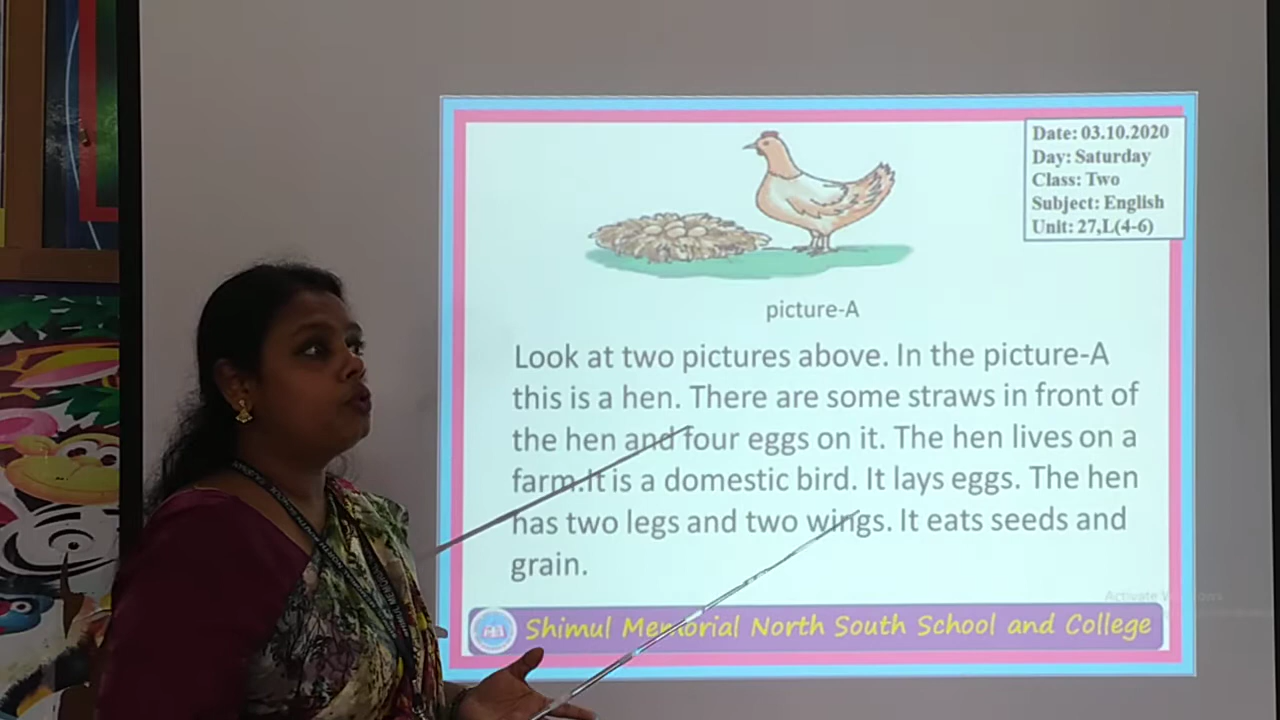 Date: 03.10.2020
Day: Saturday
Class: Two
Subject: English
Unit: 27,L(4-6)
picture-A
Look at two pictures above. In the picture-A
this is a hen. There are some straws in front of
the hen and four eggs on it. The hen lives on a
farm.It is a domestic bird. It lays eggs. The hen
has two legs and two wings. It eats seeds and
grain.
Shimul Memorial North South School and College